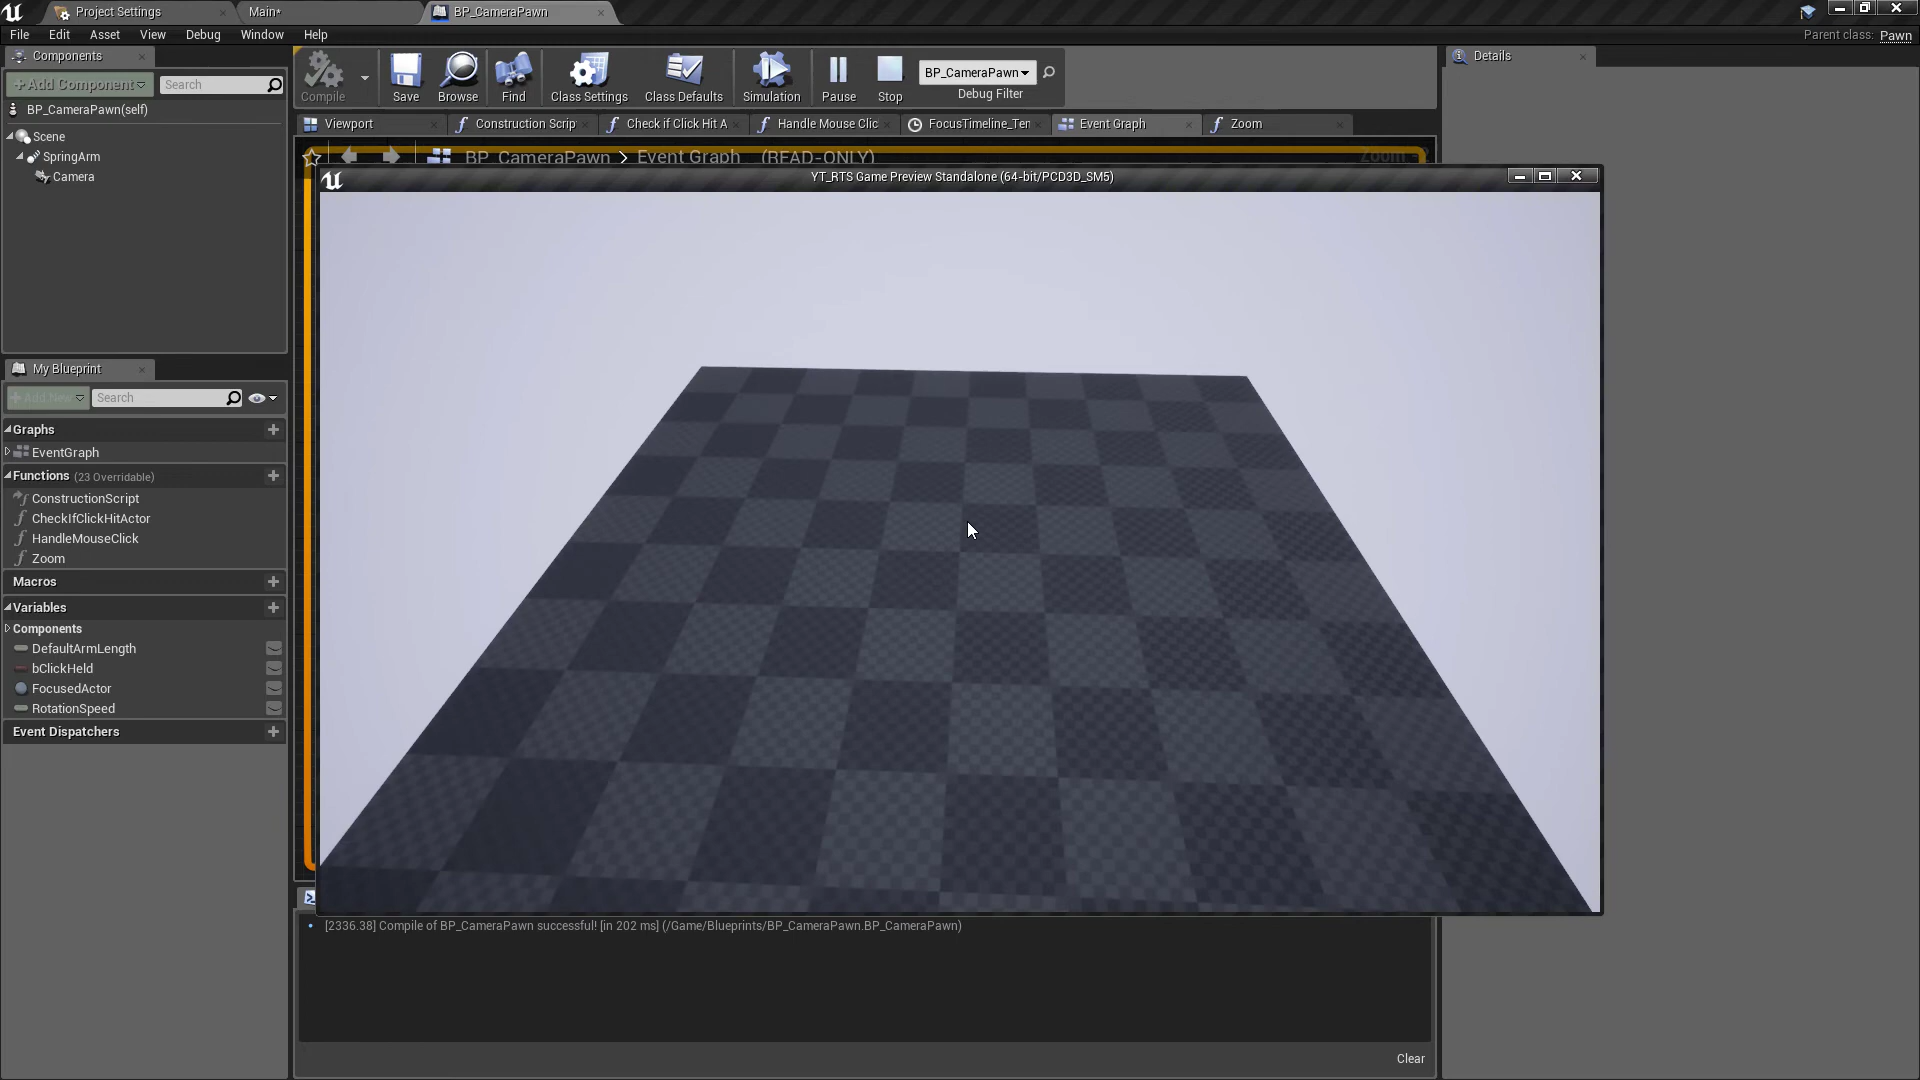 Project Settings
Main*
BP_CameraPawn
File Edit Asset View Debug Window Help
Parent class: Pawn
Components
+Add Component
Search
BP_CameraPawn(self)
Scene
SpringArm
Camera
Compile
Save
Browse
Find
Class Settings
Class Defaults
Simulation
Pause
Stop
BP_CameraPawn
Debug Filter
Details
Viewport
Construction Scrip
Check if Click Hit A
Handle Mouse Clic
FocusTimeline_Ten
Event Graph
Zoom
BP_CameraPawn > Event Graph (READ-ONLY)
Zoom
YT_RTS Game Preview Standalone (64-bit/PCD3D_SM5)
My Blueprint
+Add New
Search
Graphs
EventGraph
Functions (23 Overridable)
ConstructionScript
CheckIfClickHitActor
HandleMouseClick
Zoom
Macros
Variables
Components
DefaultArmLength
bClickHeld
FocusedActor
RotationSpeed
Event Dispatchers
[2336.38] Compile of BP_CameraPawn successful! [in 202 ms] (/Game/Blueprints/BP_CameraPawn.BP_CameraPawn)
Clear